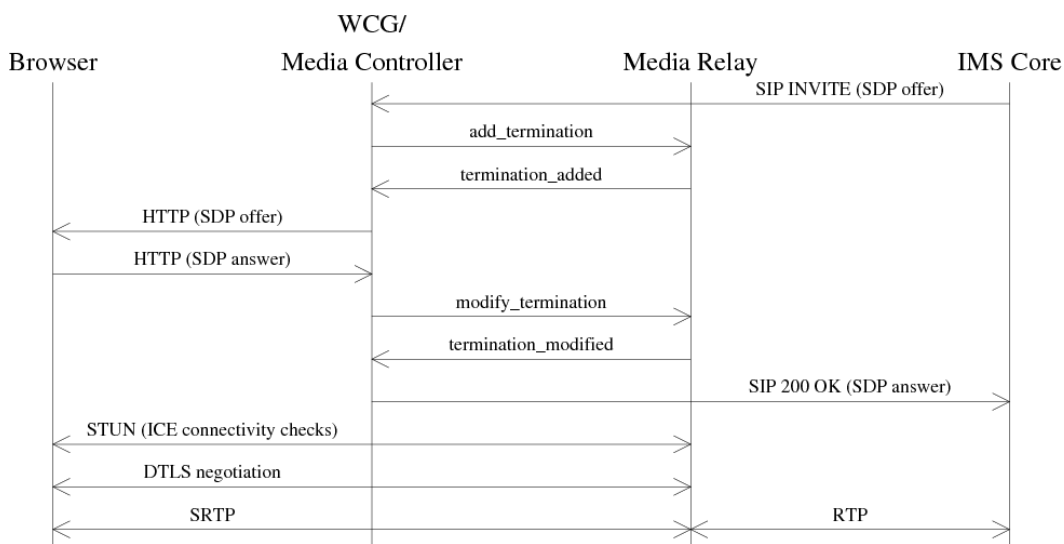 WCG/
Browser
Media Controller
Media Relay
IMS Core
SIP INVITE (SDP offer)
add_termination
termination_added
HTTP (SDP offer)
HTTP (SDP answer)
modify_termination
termination_modified
SIP 200 OK (SDP answer)
STUN (ICE connectivity checks)
DTLS negotiation
SRTP
RTP